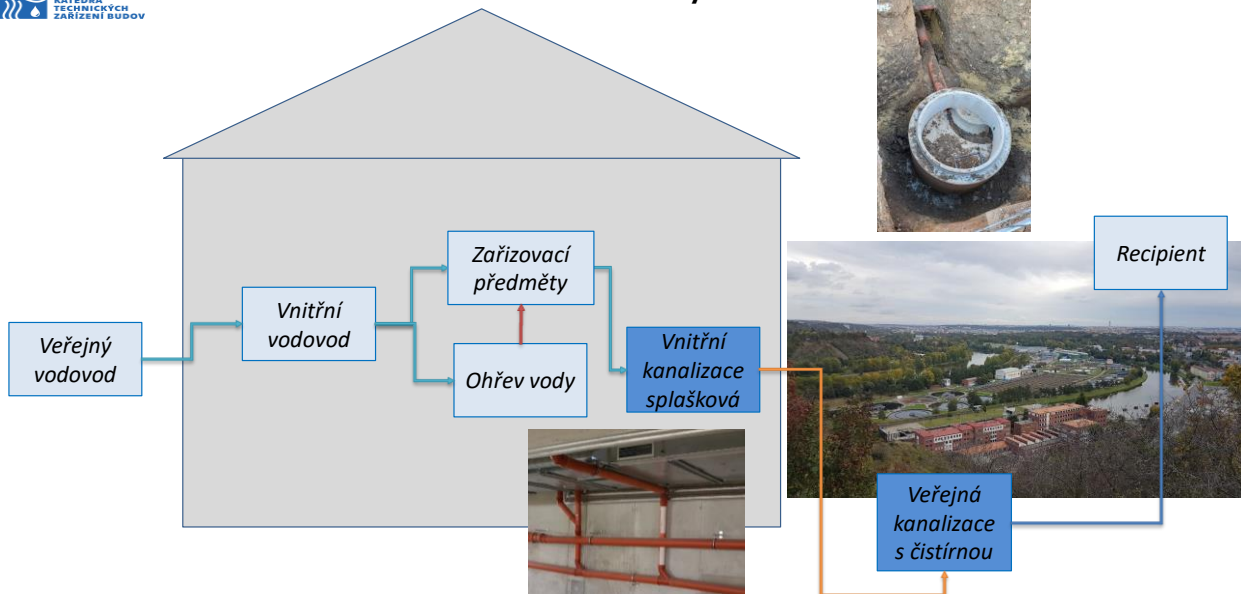 KATEDRA
TECHNICKÝCH
ZAŘÍZENÍ BUDOV
Veřejný
vodovod
Vnitřní
vodovod
Zařizovací
předměty
Ohřev vody
Vnitřní
kanalizace
splašková
Veřejná
kanalizace
s čistírnou
Recipient